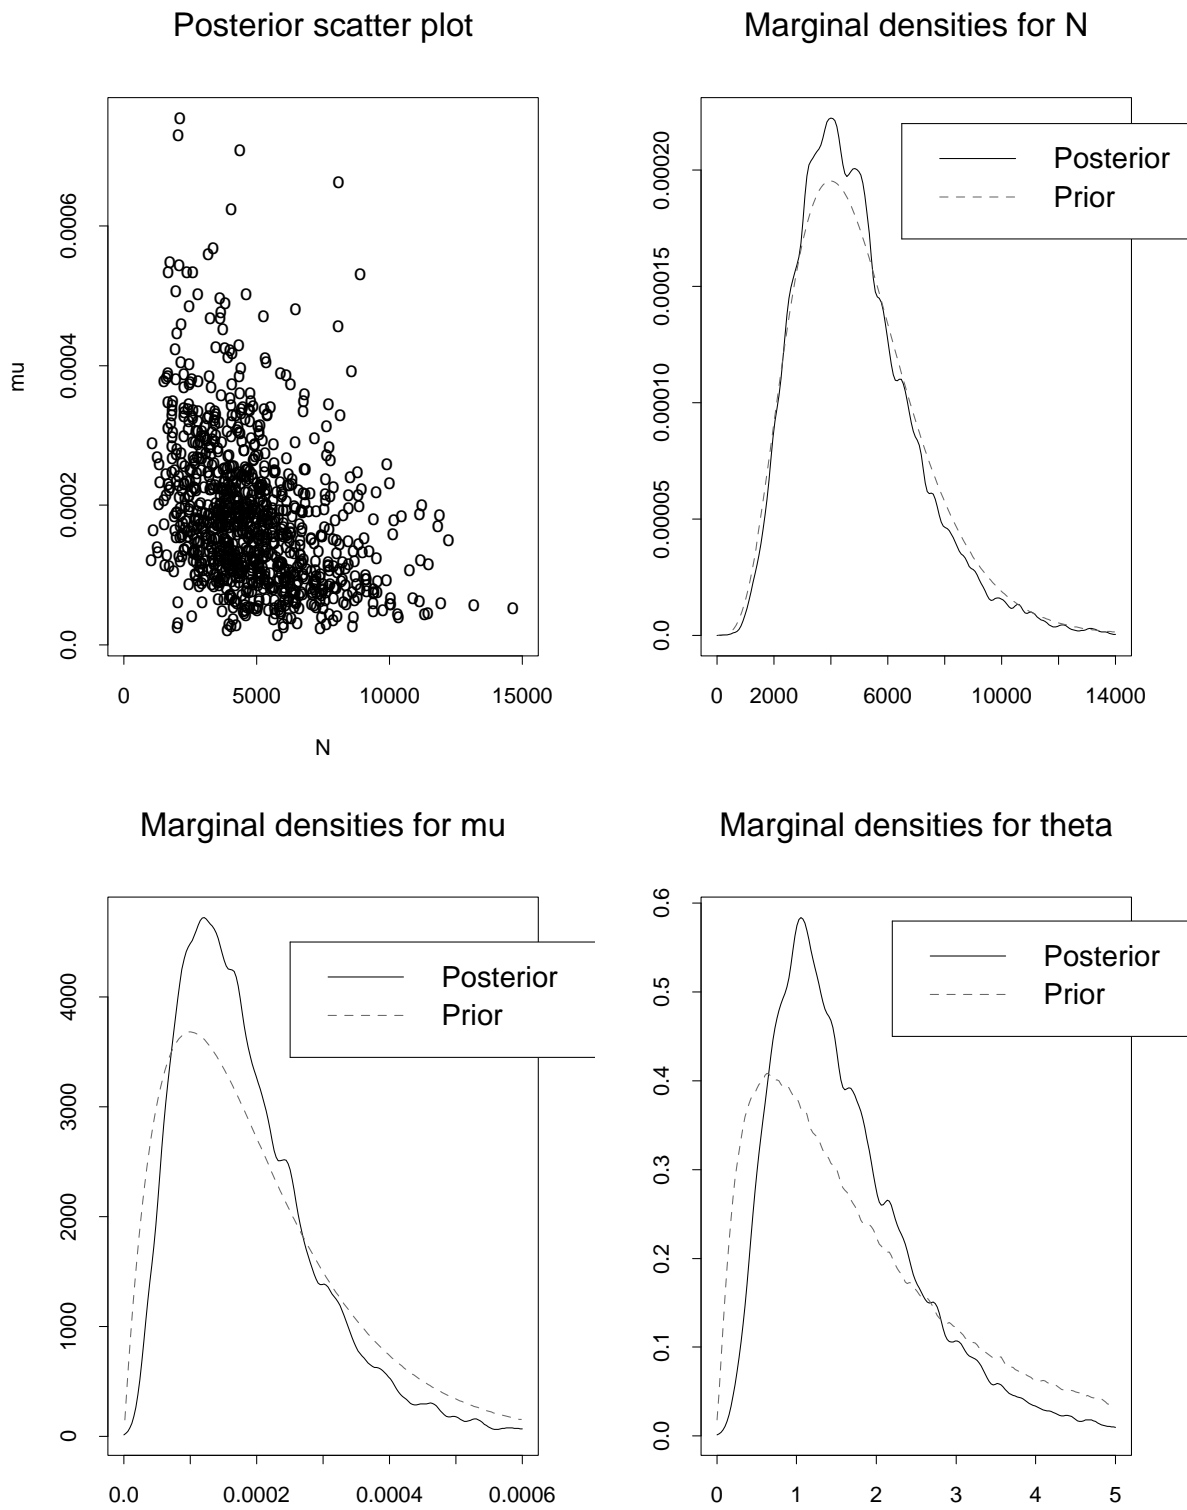 Posterior scatter plot
mu
0.0 0.0002 0.0004 0.0006
0 5000 10000 15000
N
Marginal densities for N
0.0 0.00005 0.00010 0.00015 0.00020
Posterior
Prior
0 2000 6000 10000 14000
Marginal densities for mu
0 1000 2000 3000 4000
Posterior
Prior
0.0 0.0002 0.0004 0.0006
Marginal densities for theta
0.0 0.1 0.2 0.3 0.4 0.5 0.6
Posterior
Prior
0 1 2 3 4 5